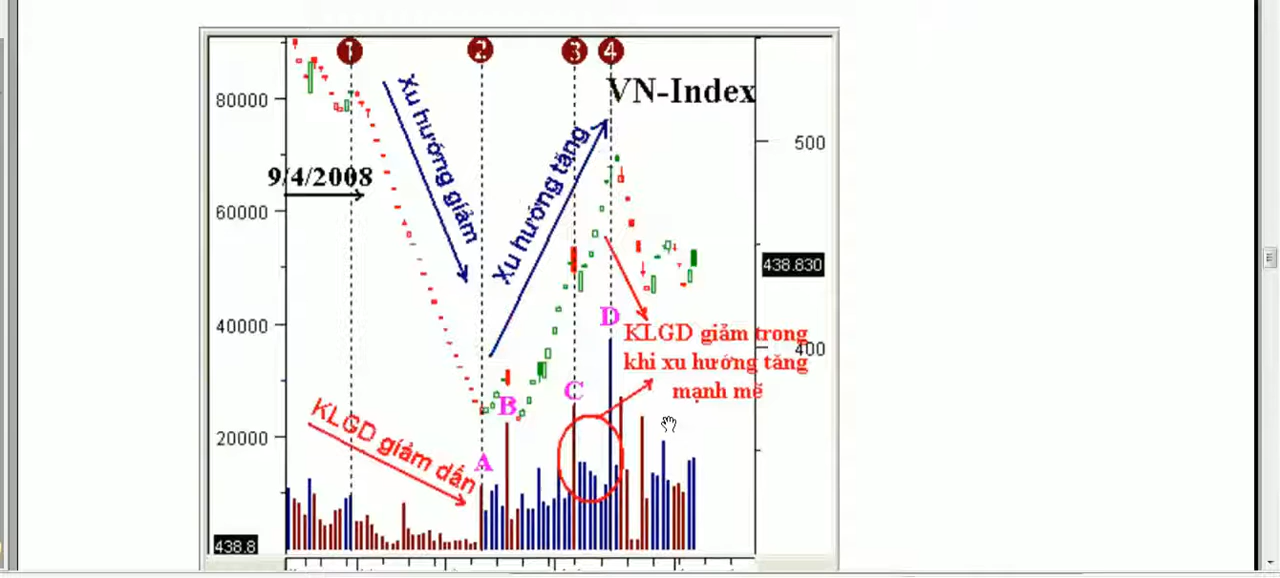 1 2 3 4
VN-Index
80000
500
Xu hướng giảm
Xu hướng tăng
9/4/2008
60000
438.830
40000
D
KLGD giảm trong
400
khi xu hướng tăng
mạnh mẽ
C
B
KLGD giảm dần
20000
A
438.8